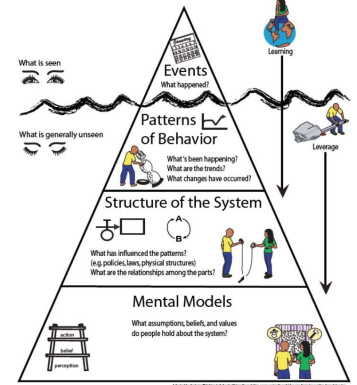 Learning
What is seen
Events
What happened?
What is generally unseen
Patterns
of Behavior
Leverage
What's been happening?
What are the trends?
What changes have occurred?
Structure of the System
A
B
What has influenced the patterns?
(e.g. policies, laws, physical structures)
What are the relationships among the parts?
Mental Models
What assumptions, beliefs, and values
do people hold about the system?
action
belief
perception